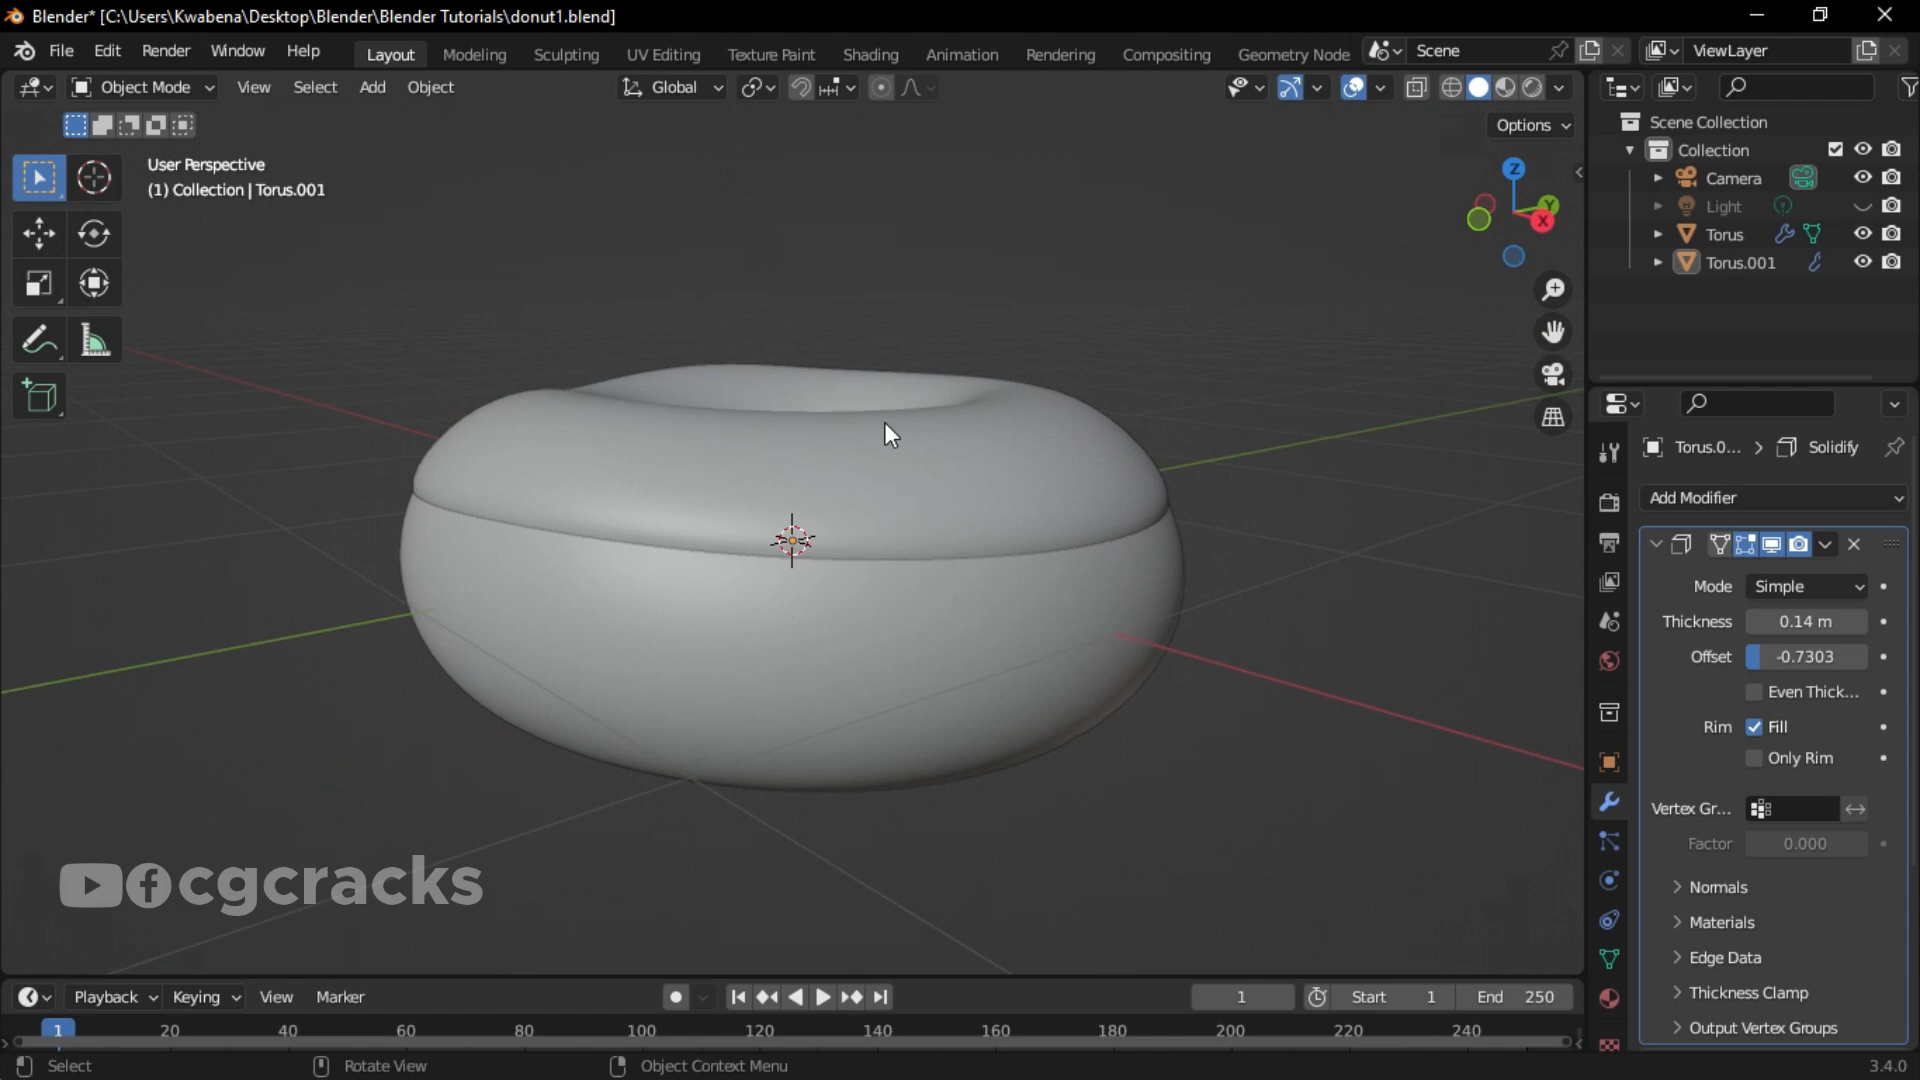 Blender* [C:\Users\Kwabena\Desktop\Blender\Blender Tutorials\donut1.blend]
File Edit Render Window Help Layout Modeling Sculpting UV Editing Texture Paint Shading Animation Rendering Compositing Geometry Node Scene ViewLayer
Object Mode View Select Add Object Global
Options
User Perspective
(1) Collection | Torus.001
Z
Y
X
Scene Collection
Collection
Camera
Light
Torus
Torus.001
Torus.0... Solidify
Add Modifier
Mode Simple
Thickness 0.14 m
Offset -0.7303
Even Thick...
Rim Fill
Only Rim
Vertex Gr...
Factor 0.000
Normals
Materials
Edge Data
Thickness Clamp
Output Vertex Groups
cgcracks
Playback Keying View Marker 1 Start 1 End 250
1 20 40 60 80 100 120 140 160 180 200 220 240
Select Rotate View Object Context Menu 3.4.0